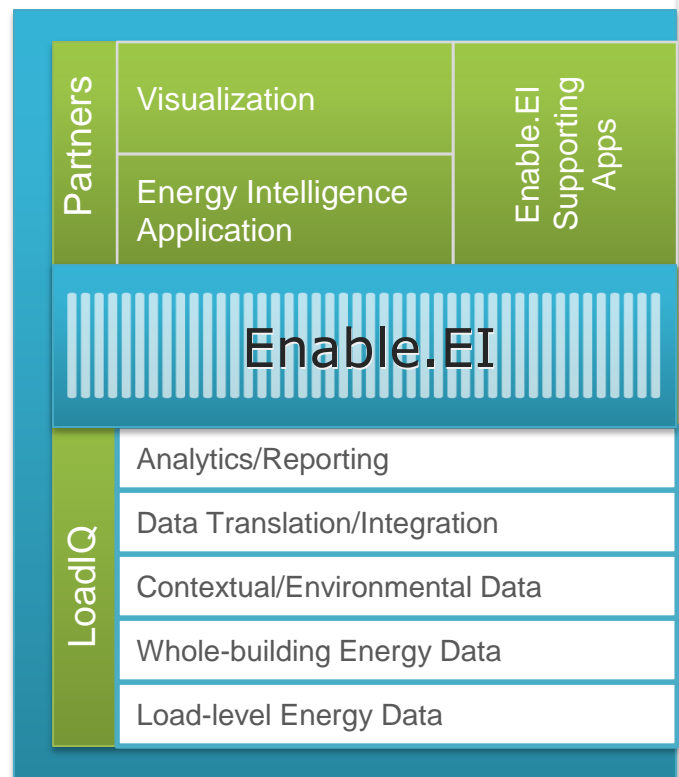 Partners
Visualization
Energy Intelligence
Application
Enable.EI
Supporting
Apps
Enable.EI
LoadIQ
Analytics/Reporting
Data Translation/Integration
Contextual/Environmental Data
Whole-building Energy Data
Load-level Energy Data